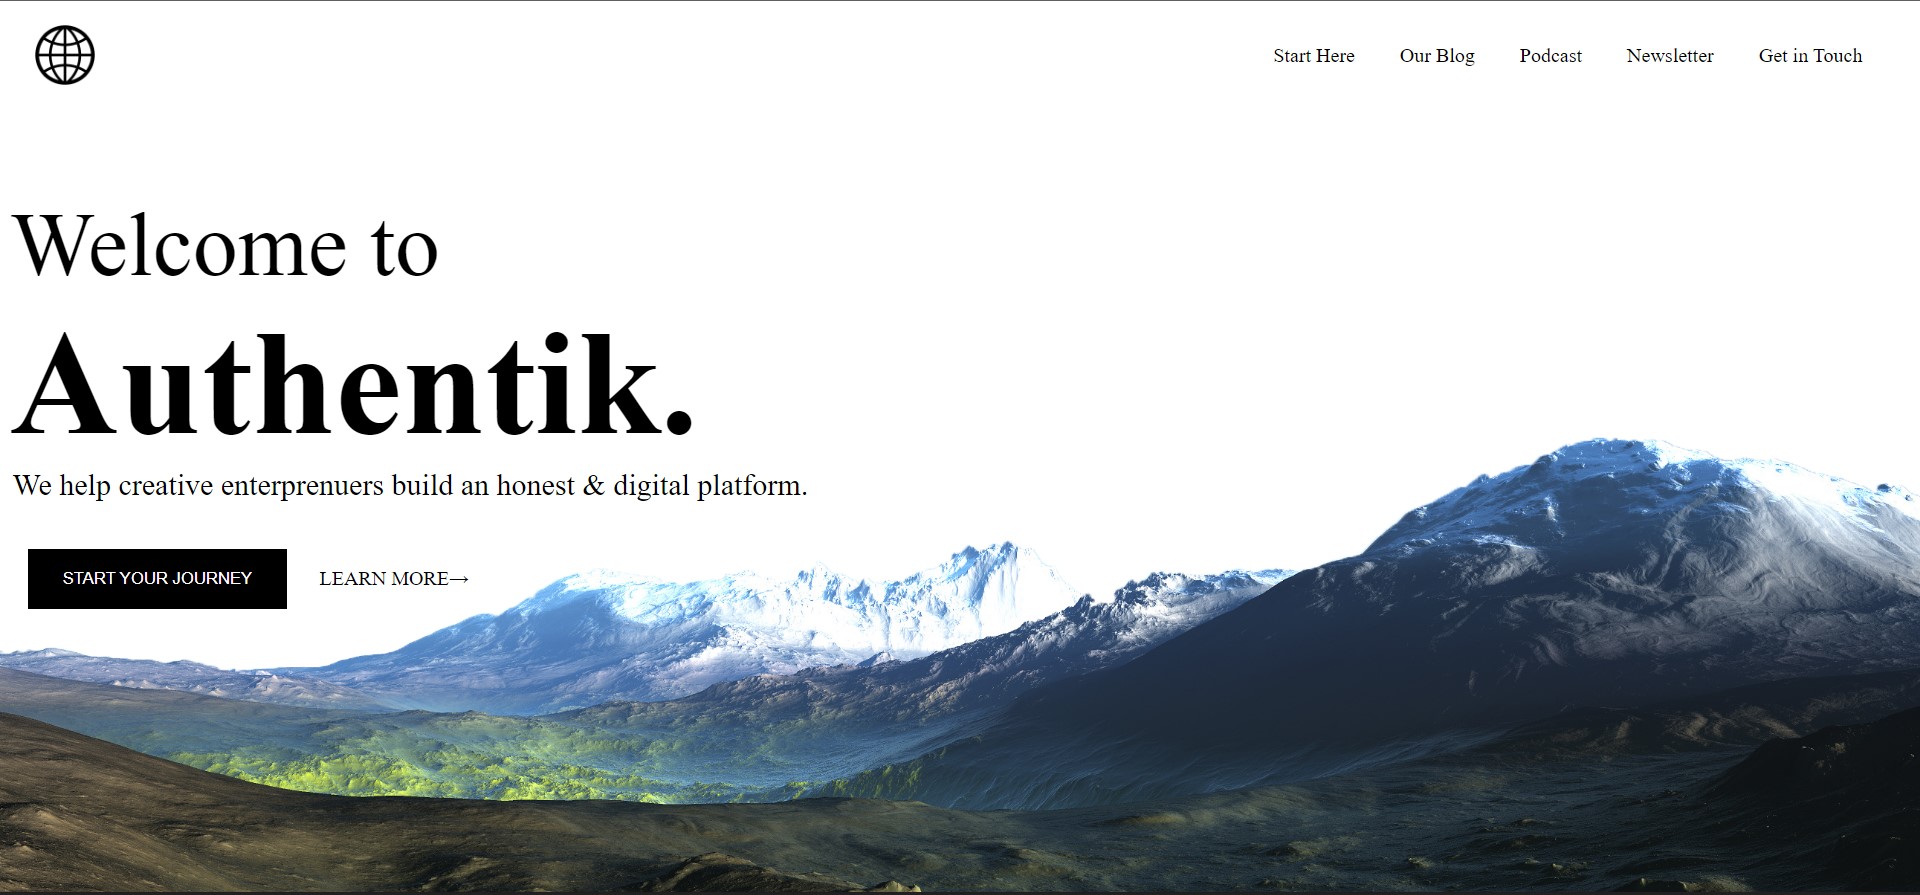 Start Here Our Blog Podcast Newsletter Get in Touch
Welcome to
Authentik.
We help creative enterprenuers build an honest & digital platform.
START YOUR JOURNEY LEARN MORE→